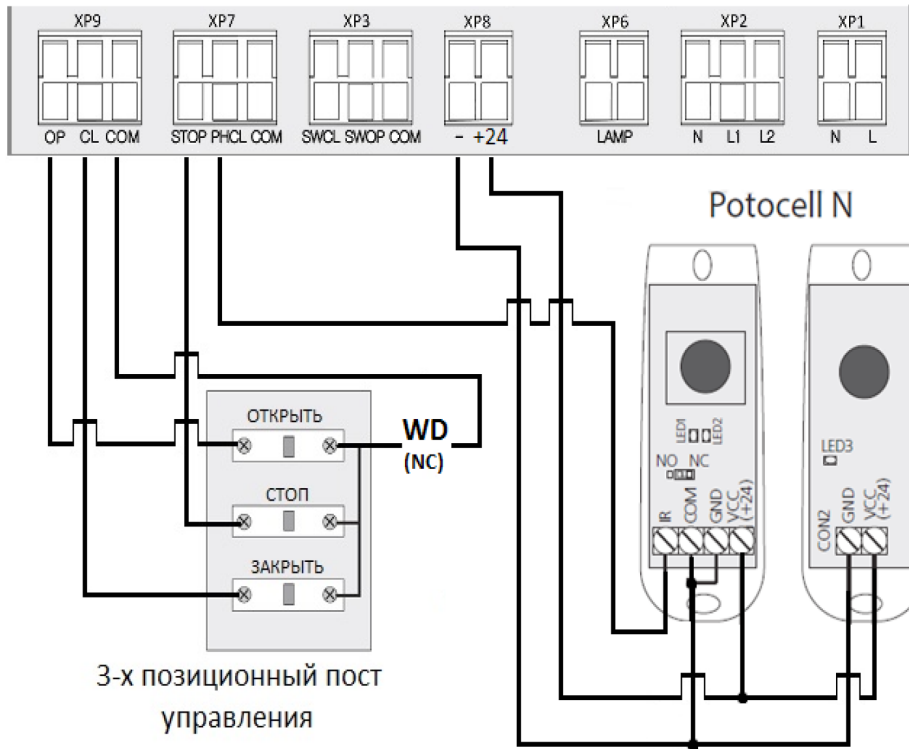 XP9 XP7 XP3 XP8 XP6 XP2 XP1
OP CL COM STOP PHCL COM SWCL SWOP COM - +24 LAMP N L1 L2 N L
Potocell N
ОТКРЫТЬ
WD
(NC)
СТОП
ЗАКРЫТЬ
3-х позиционный пост
управления
LED1 LED2
NO NC
IR COM GND VCC (+24)
LED3
CON2 GND VCC (+24)